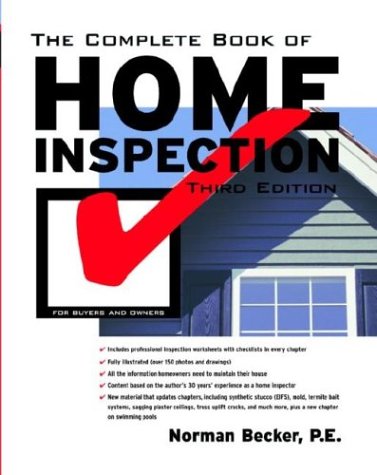 THE COMPLETE BOOK OF
HOME
INSPECTION
THIRD EDITION
FOR BUYERS AND OWNERS
Includes professional inspection worksheets with checklists in every chapter
Fully illustrated (over 150 photos and drawings)
All the information homeowners need to maintain their house
Content based on the author's 30 years' experience as a home inspector
New material that updates chapters, including synthetic stucco (EIFS), mold, termite bait
systems, sagging plaster ceilings, truss uplift cracks, and much more, plus a new chapter
on swimming pools
Norman Becker, P.E.